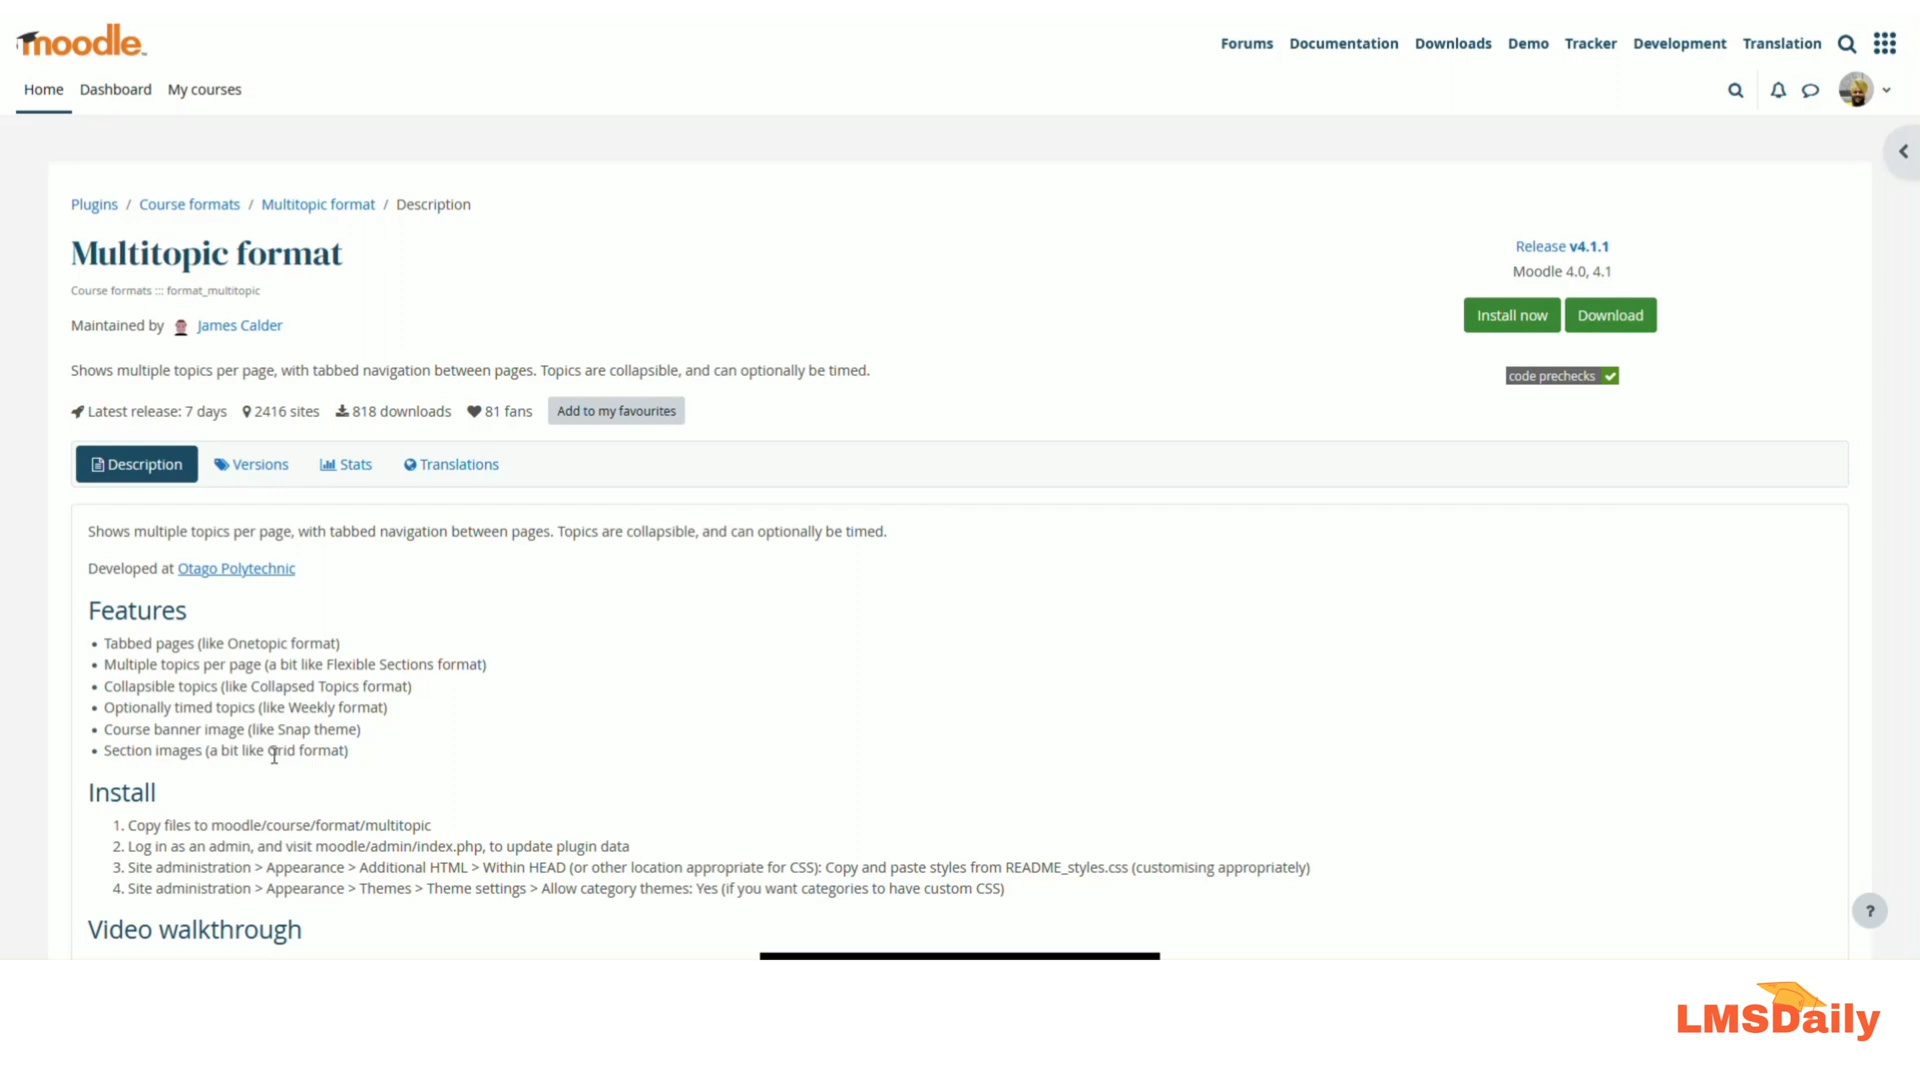 moodle
Forums Documentation Downloads Demo Tracker Development Translation
Home Dashboard My courses
Plugins / Course formats / Multitopic format / Description
Multitopic format
Release v4.1.1
Moodle 4.0, 4.1
Course formats ::: format_multitopic
Install now Download
Maintained by James Calder
Shows multiple topics per page, with tabbed navigation between pages. Topics are collapsible, and can optionally be timed.
code prechecks
Latest release: 7 days 2416 sites 818 downloads 81 fans Add to my favourites
Description Versions Stats Translations
Shows multiple topics per page, with tabbed navigation between pages. Topics are collapsible, and can optionally be timed.
Developed at Otago Polytechnic
Features
• Tabbed pages (like Onetopic format)
• Multiple topics per page (a bit like Flexible Sections format)
• Collapsible topics (like Collapsed Topics format)
• Optionally timed topics (like Weekly format)
• Course banner image (like Snap theme)
• Section images (a bit like Grid format)
Install
1. Copy files to moodle/course/format/multitopic
2. Log in as an admin, and visit moodle/admin/index.php, to update plugin data
3. Site administration > Appearance > Additional HTML > Within HEAD (or other location appropriate for CSS): Copy and paste styles from README_styles.css (customising appropriately)
4. Site administration > Appearance > Themes > Theme settings > Allow category themes: Yes (if you want categories to have custom CSS)
?
Video walkthrough
LMSDaily